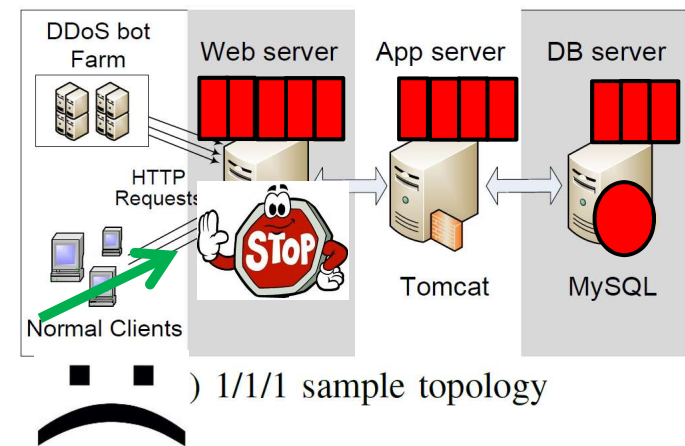 DDoS bot
Farm
Web server
App server
DB server
HTTP
Requests
STOP
Tomcat
MySQL
Normal Clients
) 1/1/1 sample topology